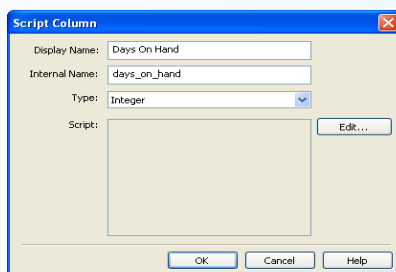 Script Column
Display Name: Days On Hand
Internal Name: days_on_hand
Type: Integer
Script:
Edit...
OK Cancel Help